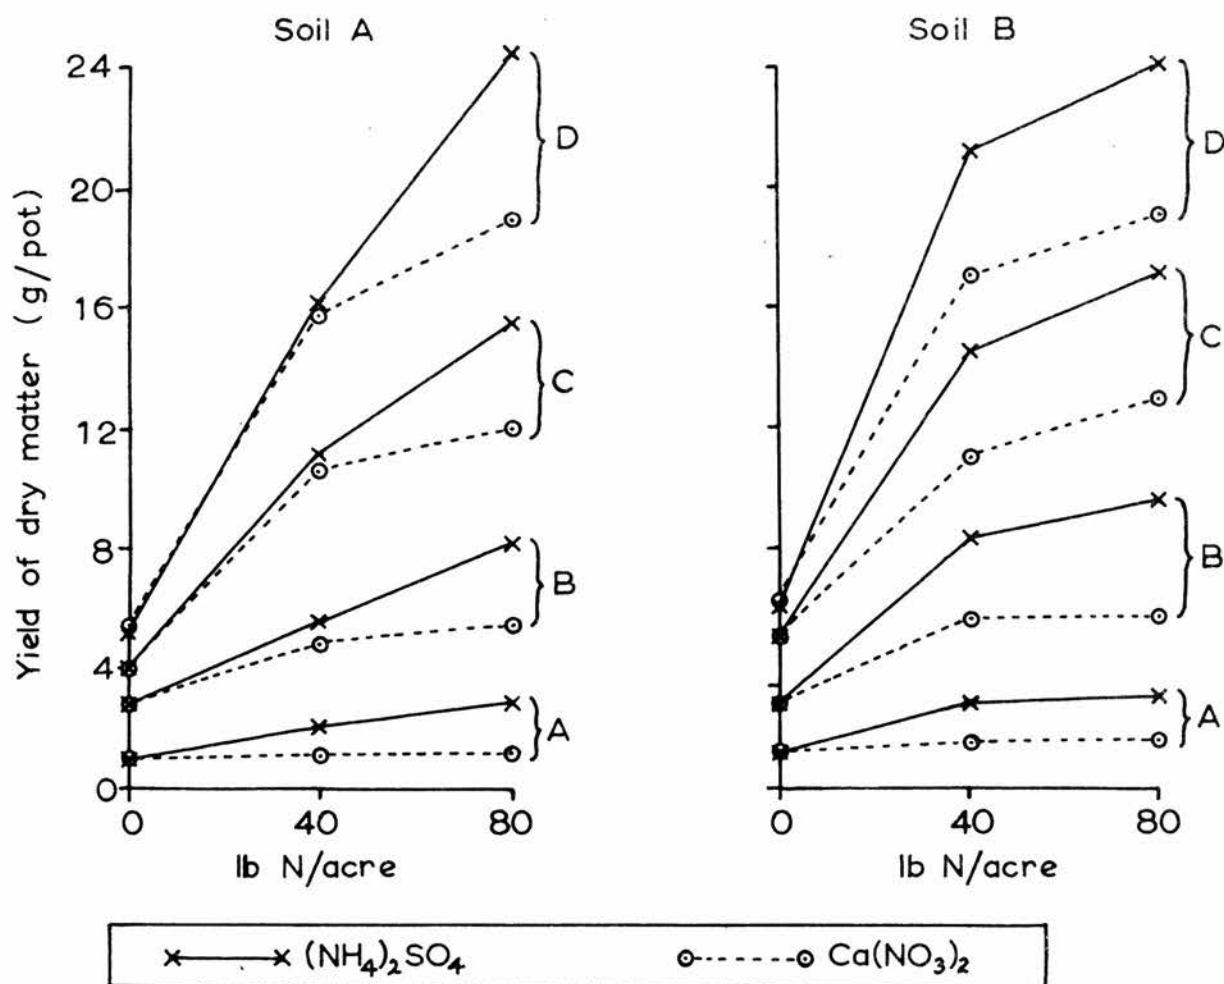 Soil A
Soil B
Yield of dry matter (g/pot)
24
20
16
12
8
4
0
D
C
B
A
0 40 80
lb N/acre
D
C
B
A
0 40 80
lb N/acre
(NH₄)₂SO₄
Ca(NO₃)₂